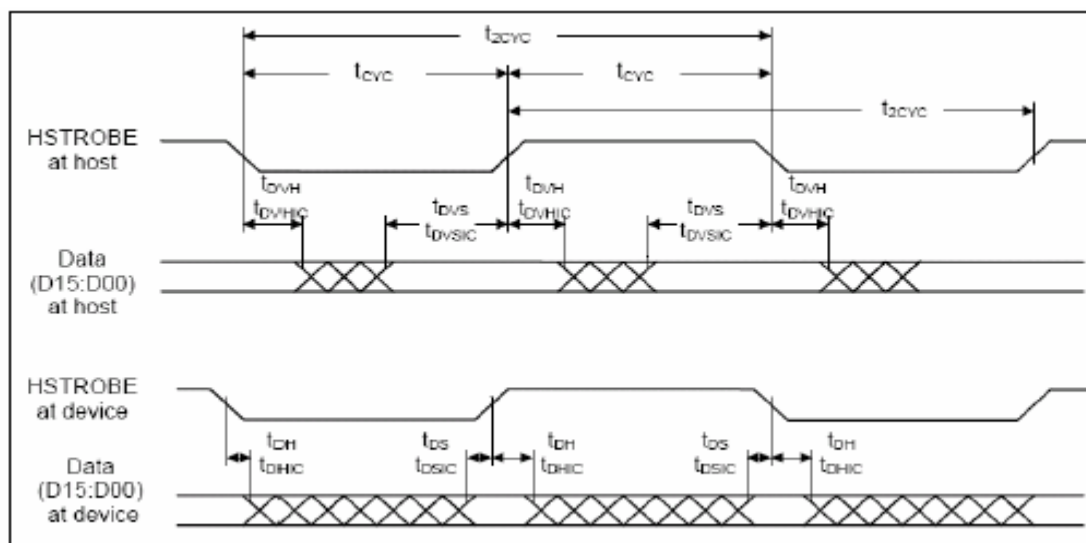 t2CYC
tCYC tCYC
t2CYC
HSTROBE
at host
tDVH tDVH tDVH
tDVHIC tDVS tDVHIC tDVS tDVHIC
tDVSIC tDVSIC
Data
(D15:D00)
at host
HSTROBE
at device
tDH tDS tDH tDS tDH
tDHIC tDSIC tDHIC tDSIC tDHIC
Data
(D15:D00)
at device